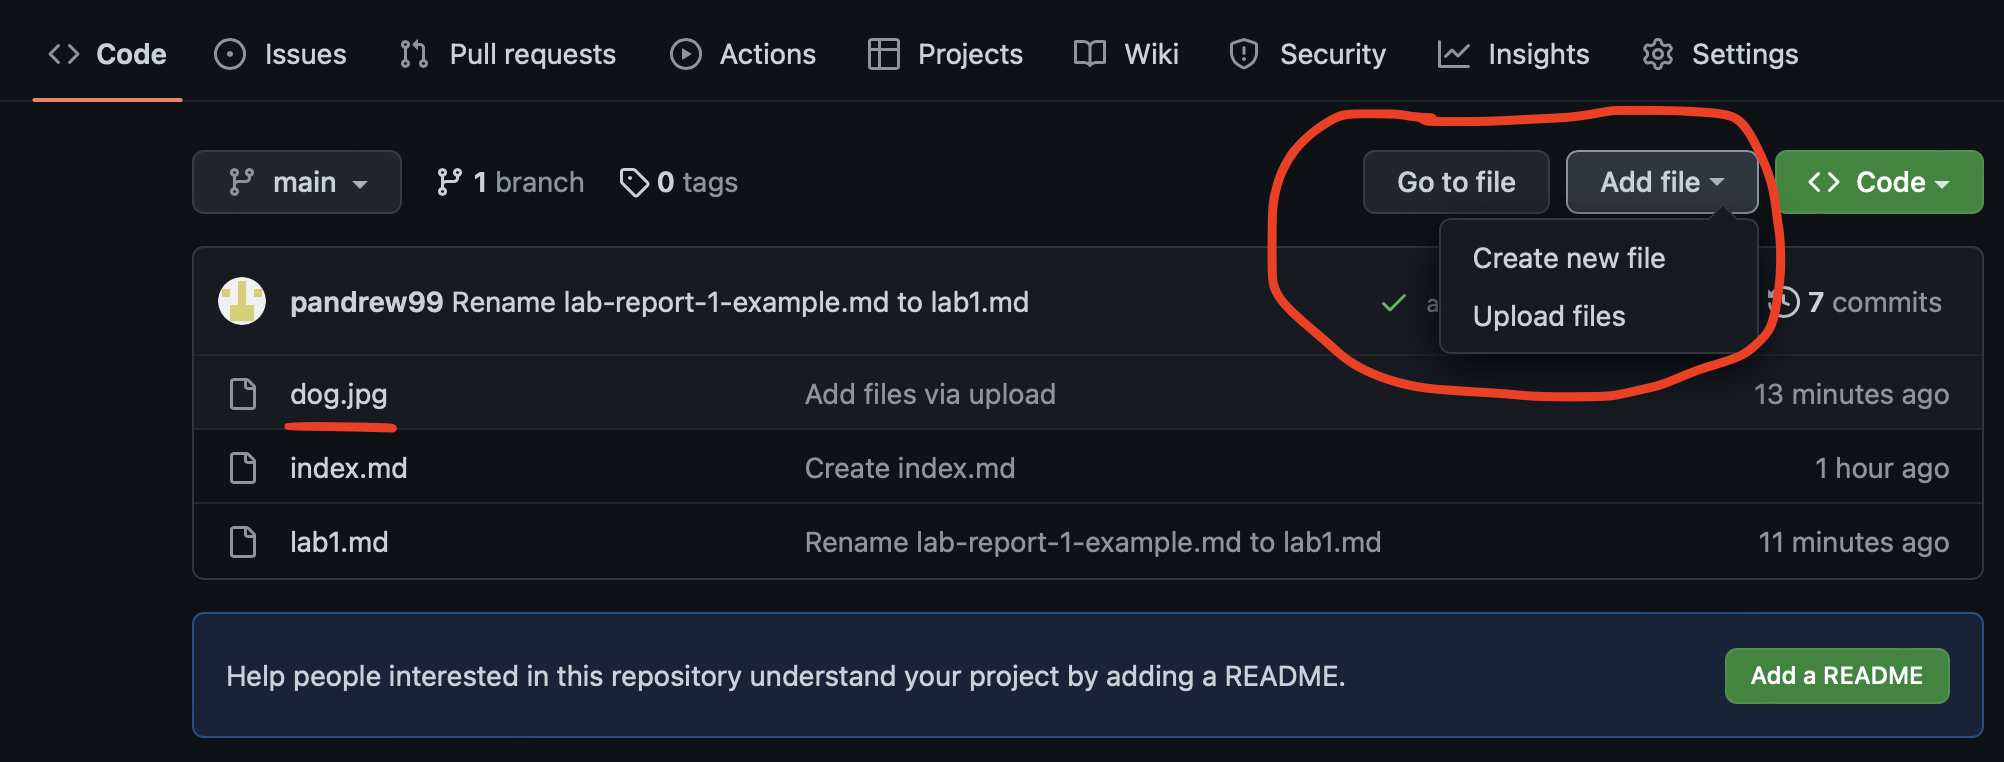 Code Issues Pull requests Actions Projects Wiki Security Insights Settings
main 1 branch 0 tags Go to file Add file Code
Create new file
Upload files
pandrew99 Rename lab-report-1-example.md to lab1.md 7 commits
dog.jpg Add files via upload 13 minutes ago
index.md Create index.md 1 hour ago
lab1.md Rename lab-report-1-example.md to lab1.md 11 minutes ago
Help people interested in this repository understand your project by adding a README. Add a README